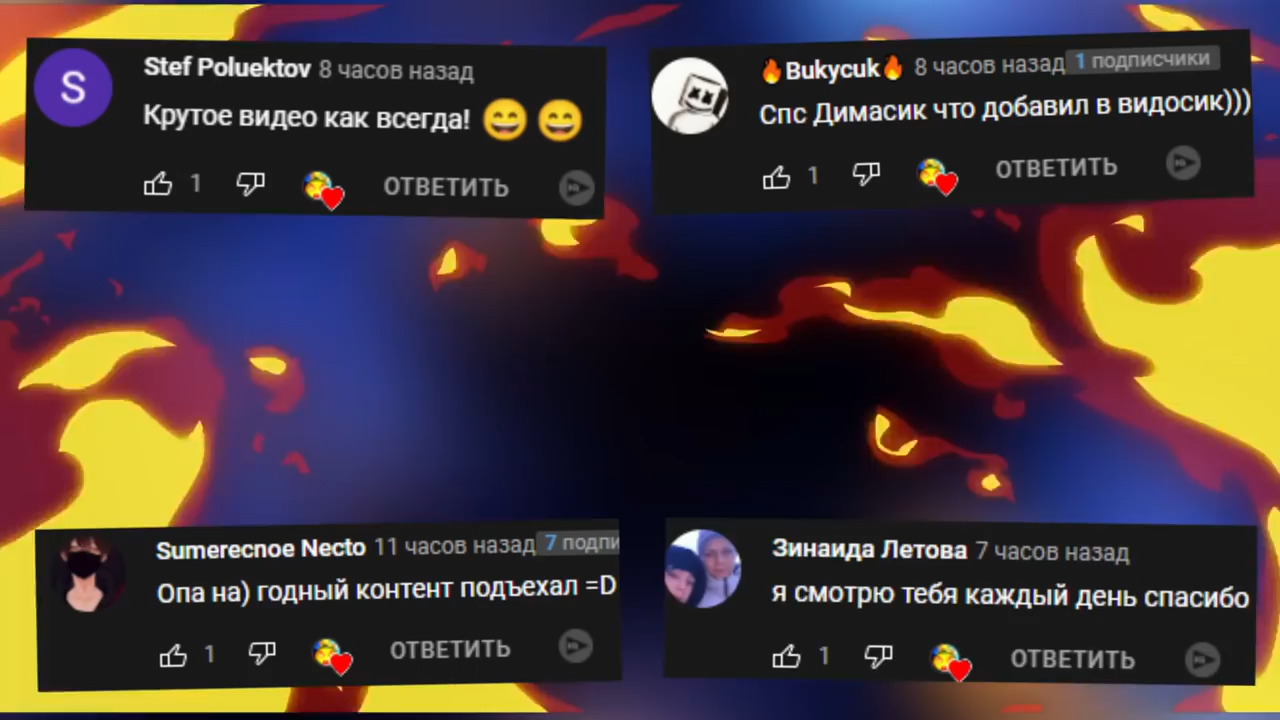 S
Stef Poluektov 8 часов назад
Крутое видео как всегда! 😄 😄
1 ОТВЕТИТЬ
🔥Bukycuk🔥 8 часов назад 1 подписчики
Спс Димасик что добавил в видосик)))
1 ОТВЕТИТЬ
Sumerecnoe Necto 11 часов назад 7 подпи
Опа на) годный контент подъехал =D
1 ОТВЕТИТЬ
Зинаида Летова 7 часов назад
я смотрю тебя каждый день спасибо
1 ОТВЕТИТЬ